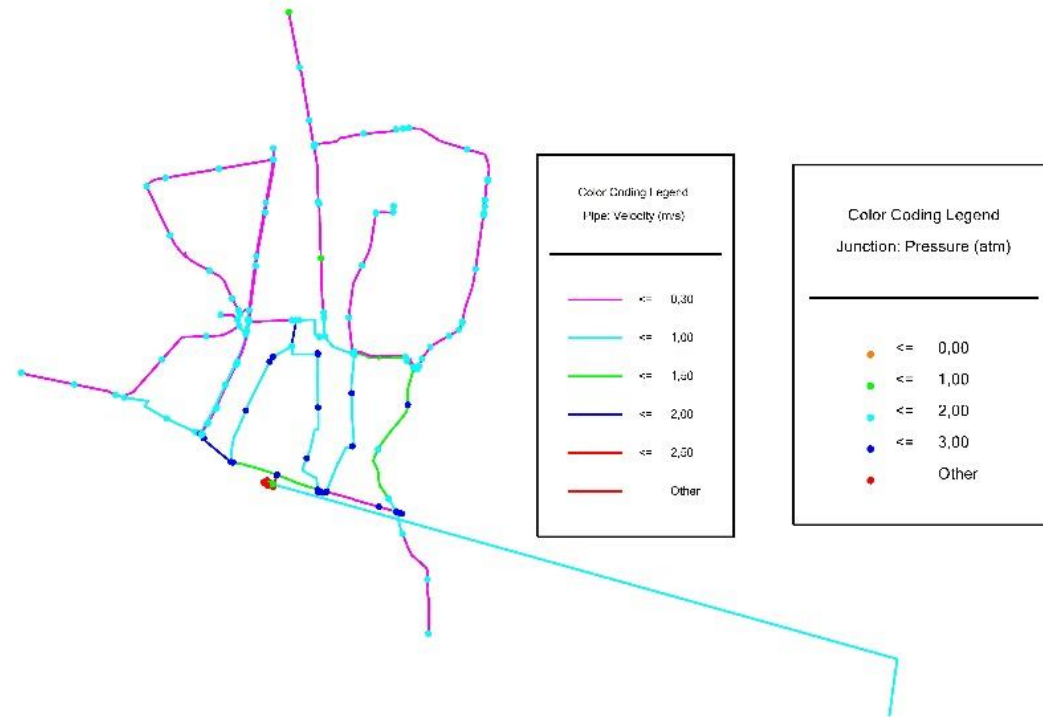 Color Coding Legend
Pipe: Velocity (m/s)
<= 0,30
<= 1,00
<= 1,50
<= 2,00
<= 2,50
Other
Color Coding Legend
Junction: Pressure (atm)
<= 0,00
<= 1,00
<= 2,00
<= 3,00
Other